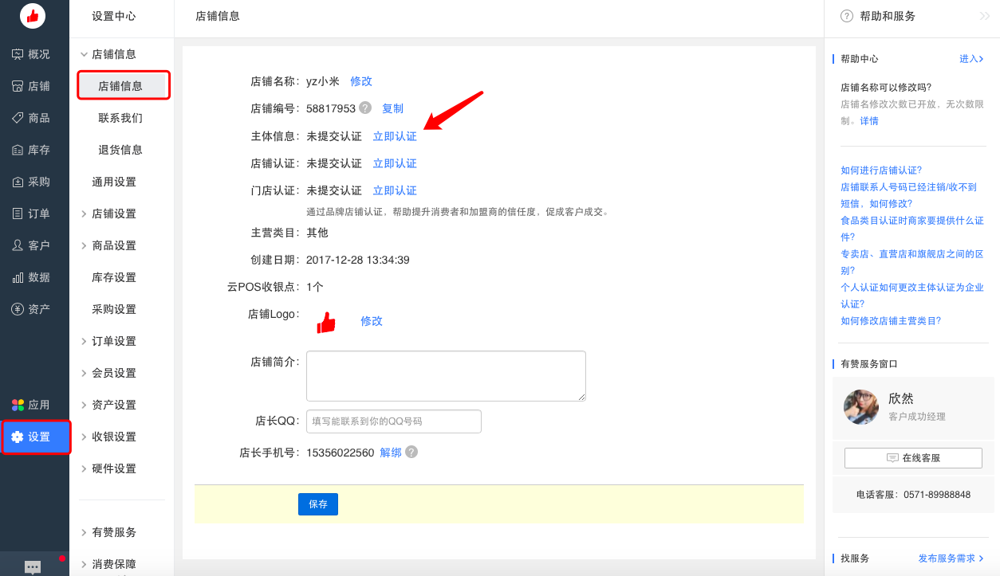 概况
店铺
商品
库存
采购
订单
客户
数据
资产
应用
设置
设置中心
店铺信息
店铺信息
联系我们
退货信息
通用设置
店铺设置
商品设置
库存设置
采购设置
订单设置
会员设置
资产设置
收银设置
硬件设置
有赞服务
消费保障
店铺信息
店铺名称： yz小米 修改
店铺编号： 58817953 ? 复制
主体信息： 未提交认证 立即认证
店铺认证： 未提交认证 立即认证
门店认证： 未提交认证 立即认证
通过品牌店铺认证，帮助提升消费者和加盟商的信任度，促成客户成交。
主营类目： 其他
创建日期： 2017-12-28 13:34:39
云POS收银点： 1个
店铺Logo： 修改
店铺简介：
店长QQ： 填写能联系到你的QQ号码
店长手机号： 15356022560 解绑 ?
保存
? 帮助和服务
帮助中心 进入
店铺名称可以修改吗?
店铺名修改次数已开放，无次数限
制。详情
如何进行店铺认证?
店铺联系人号码已经注销/收不到
短信，如何修改?
食品类目认证时商家要提供什么证
件?
专卖店、直营店和旗舰店之间的区
别?
个人认证如何更改主体认证为企业
认证?
如何修改店铺主营类目?
有赞服务窗口
欣然
客户成功经理
在线客服
电话客服：0571-89988848
找服务 发布服务需求